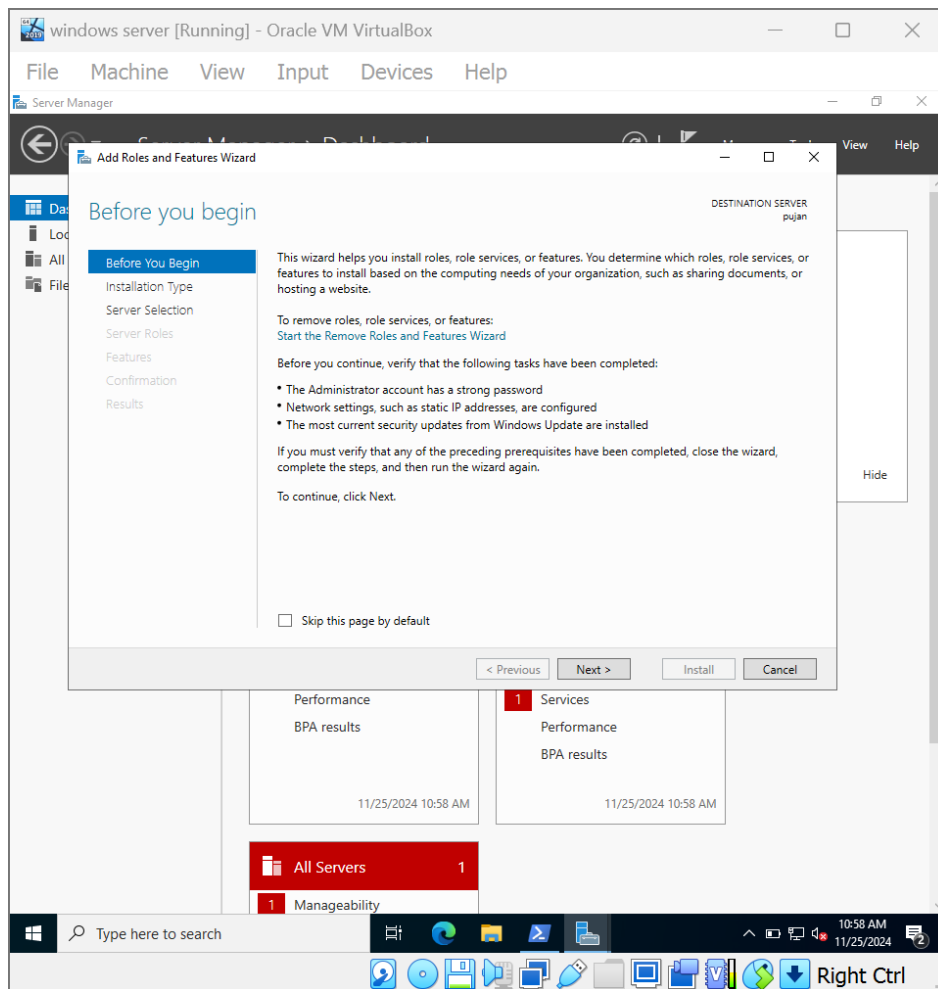 windows server [Running] - Oracle VM VirtualBox
File Machine View Input Devices Help
Server Manager
View Help
Add Roles and Features Wizard
Before you begin
DESTINATION SERVER
pujan
Before You Begin
Installation Type
Server Selection
Server Roles
Features
Confirmation
Results
This wizard helps you install roles, role services, or features. You determine which roles, role services, or
features to install based on the computing needs of your organization, such as sharing documents, or
hosting a website.
To remove roles, role services, or features:
Start the Remove Roles and Features Wizard
Before you continue, verify that the following tasks have been completed:
• The Administrator account has a strong password
• Network settings, such as static IP addresses, are configured
• The most current security updates from Windows Update are installed
If you must verify that any of the preceding prerequisites have been completed, close the wizard,
complete the steps, and then run the wizard again.
To continue, click Next.
Skip this page by default
< Previous Next > Install Cancel
Das
Loc
All
File
Hide
Performance
BPA results
11/25/2024 10:58 AM
1 Services
Performance
BPA results
11/25/2024 10:58 AM
All Servers 1
1 Manageability
Type here to search
10:58 AM
11/25/2024
2
Right Ctrl